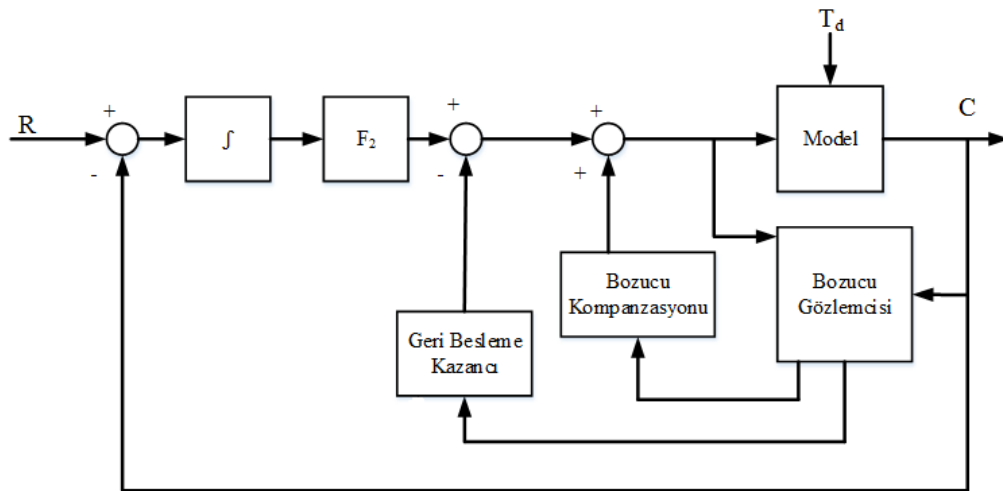 T_d
R
+
-
∫
F₂
+
-
+
+
Model
C
Bozucu
Kompanzasyonu
Bozucu
Gözlemcisi
Geri Besleme
Kazancı